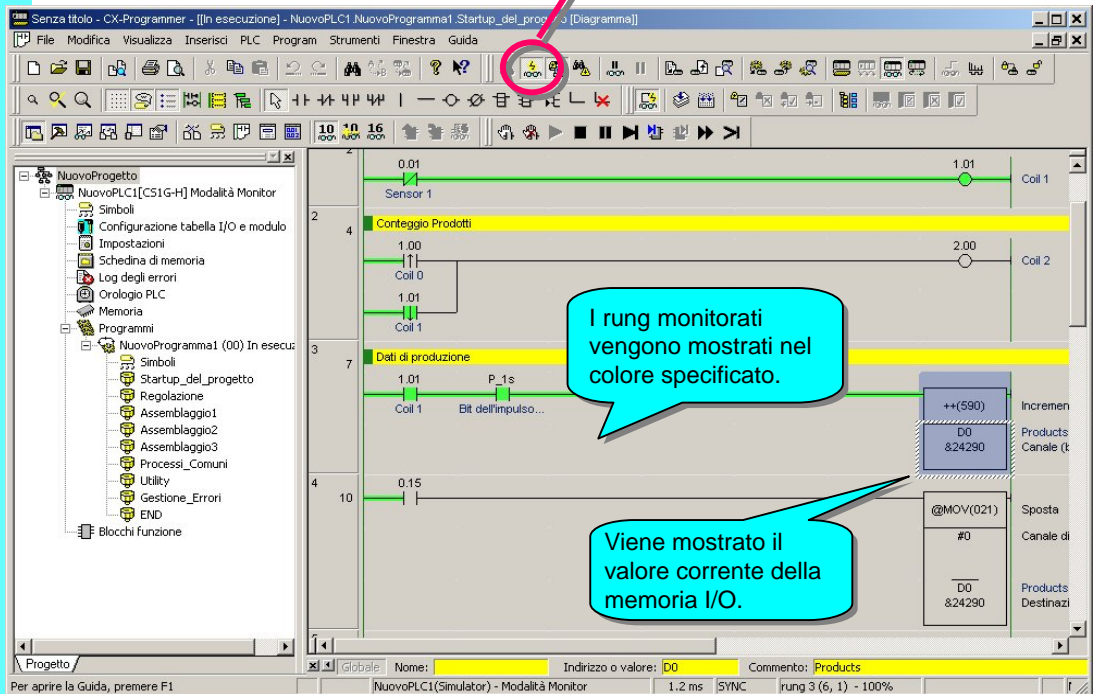 Senza titolo - CX-Programmer - [[In esecuzione] - NuovoPLC1.NuovoProgramma1.Startup_del_progetto [Diagramma]]
File Modifica Visualizza Inserisci PLC Program Strumenti Finestra Guida
10 10 16
NuovoProgetto
NuovoPLC1[CS1G-H] Modalità Monitor
Simboli
Configurazione tabella I/O e modulo
Impostazioni
Schedina di memoria
Log degli errori
Orologio PLC
Memoria
Programmi
NuovoProgramma1 (00) In esecuz
Simboli
Startup_del_progetto
Regolazione
Assemblaggio1
Assemblaggio2
Assemblaggio3
Processi_Comuni
Utility
Gestione_Errori
END
Blocchi funzione
Progetto
2
0.01
1.01
Sensor 1
Coil 1
2
4
Conteggio Prodotti
1.00
2.00
Coil 0
Coil 2
1.01
Coil 1
3
7
Dati di produzione
1.01
P_1s
Coil 1
Bit dell'impulso...
++(590)
Incremen
D0
Products
&24290
Canale (b
4
10
0.15
@MOV(021)
Sposta
#0
Canale di
D0
Products
&24290
Destinazi
I rung monitorati
vengono mostrati nel
colore specificato.
Viene mostrato il
valore corrente della
memoria I/O.
Globale Nome: Indirizzo o valore: D0 Commento: Products
Per aprire la Guida, premere F1
NuovoPLC1(Simulator) - Modalità Monitor
1.2 ms
SYNC
rung 3 (6, 1) - 100%